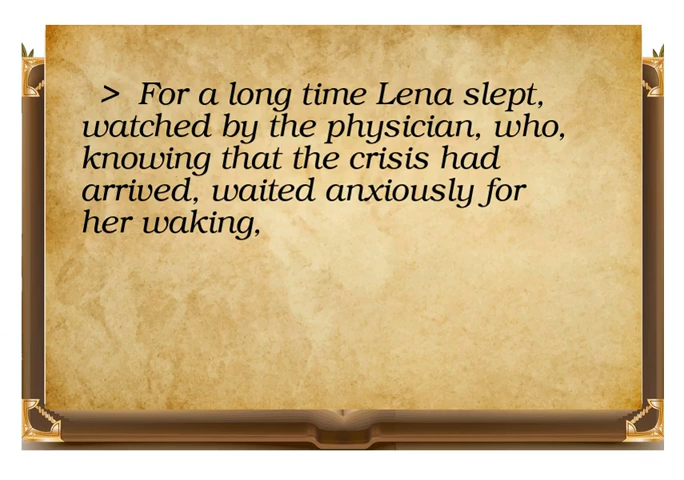 > For a long time Lena slept,
watched by the physician, who,
knowing that the crisis had
arrived, waited anxiously for
her waking,